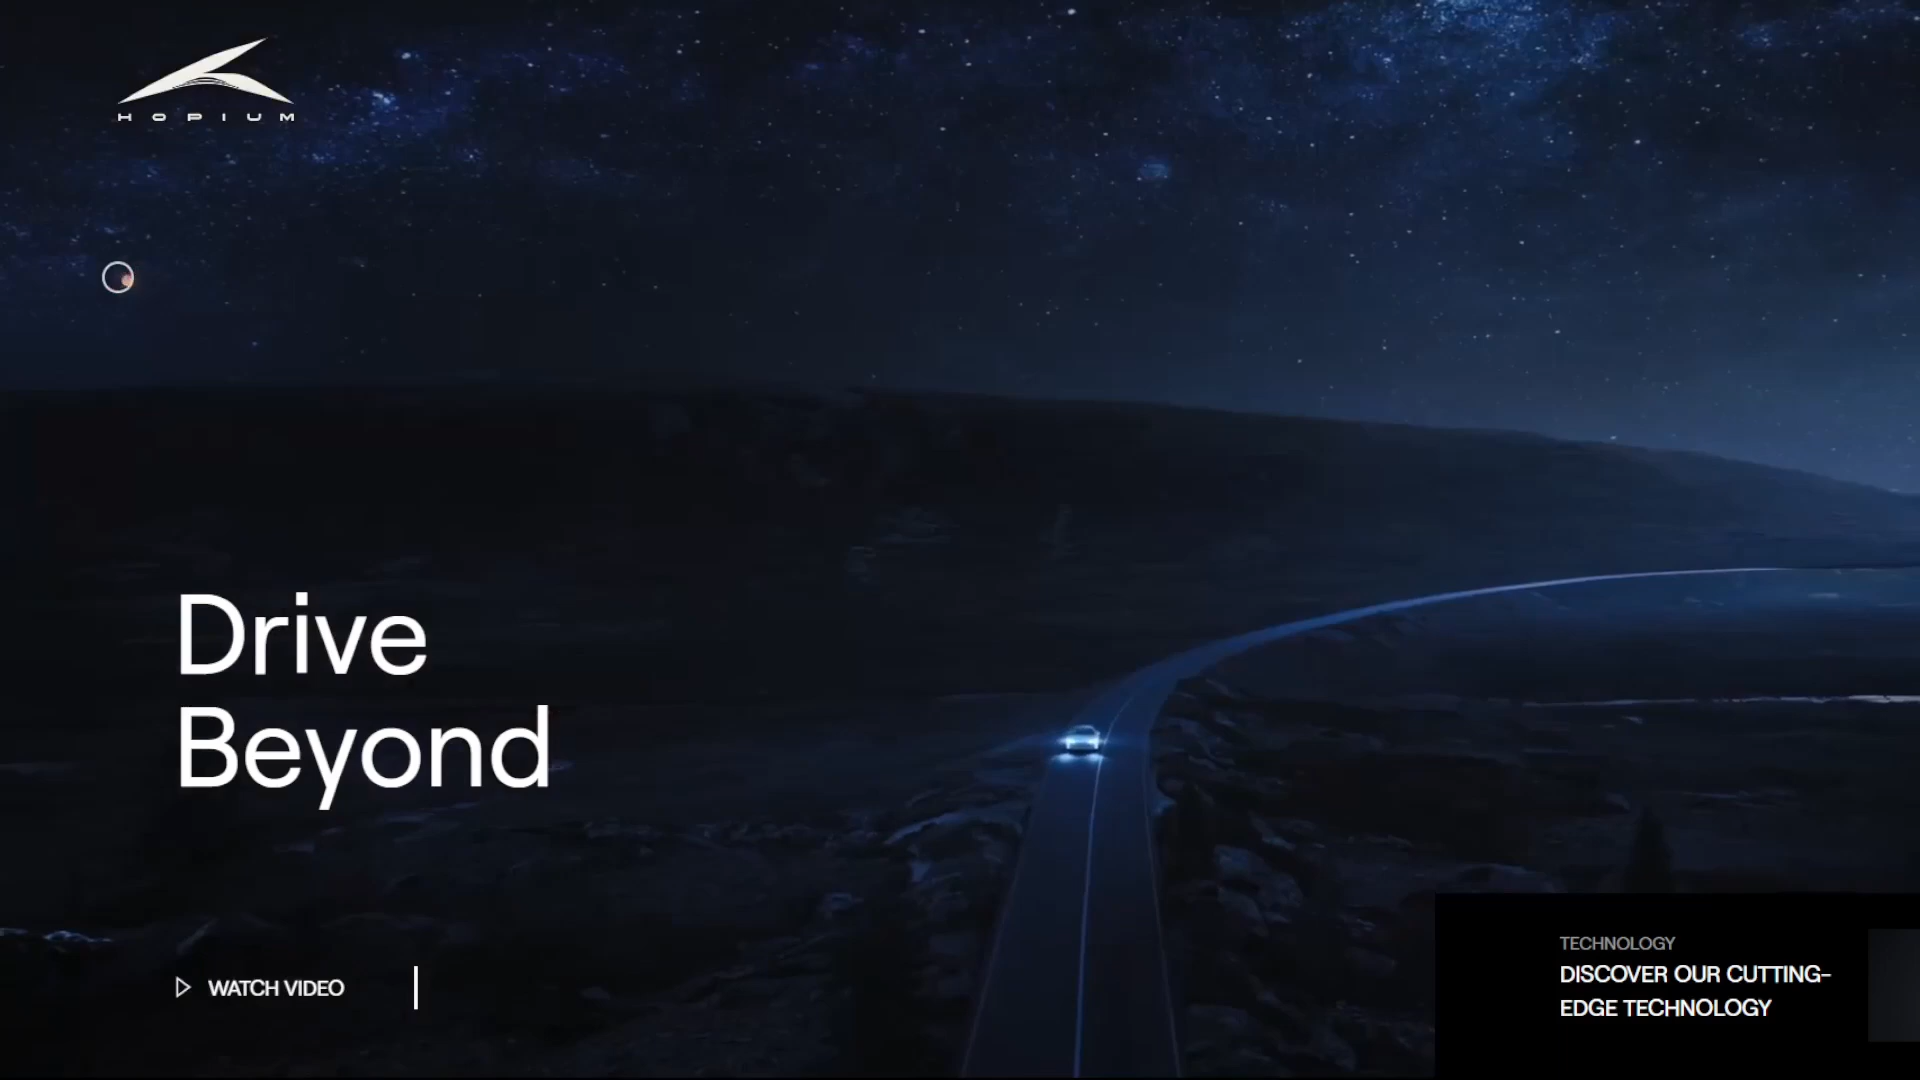 HOPIUM
Drive
Beyond
WATCH VIDEO
TECHNOLOGY
DISCOVER OUR CUTTING-
EDGE TECHNOLOGY